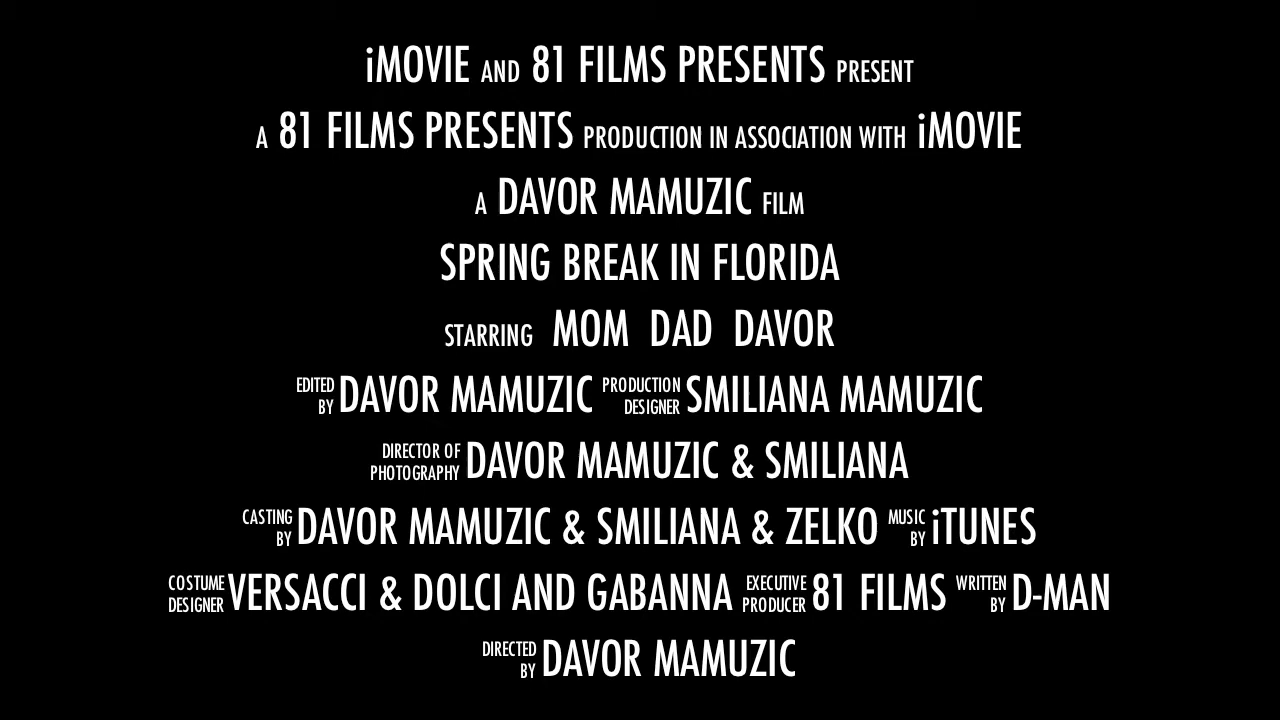 iMOVIE AND 81 FILMS PRESENTS PRESENT
A 81 FILMS PRESENTS PRODUCTION IN ASSOCIATION WITH iMOVIE
A DAVOR MAMUZIC FILM
SPRING BREAK IN FLORIDA
STARRING MOM DAD DAVOR
EDITED BY DAVOR MAMUZIC PRODUCTION DESIGNER SMILIANA MAMUZIC
DIRECTOR OF PHOTOGRAPHY DAVOR MAMUZIC & SMILIANA
CASTING BY DAVOR MAMUZIC & SMILIANA & ZELKO MUSIC BY iTUNES
COSTUME DESIGNER VERSACCI & DOLCI AND GABANNA EXECUTIVE PRODUCER 81 FILMS WRITTEN BY D-MAN
DIRECTED BY DAVOR MAMUZIC